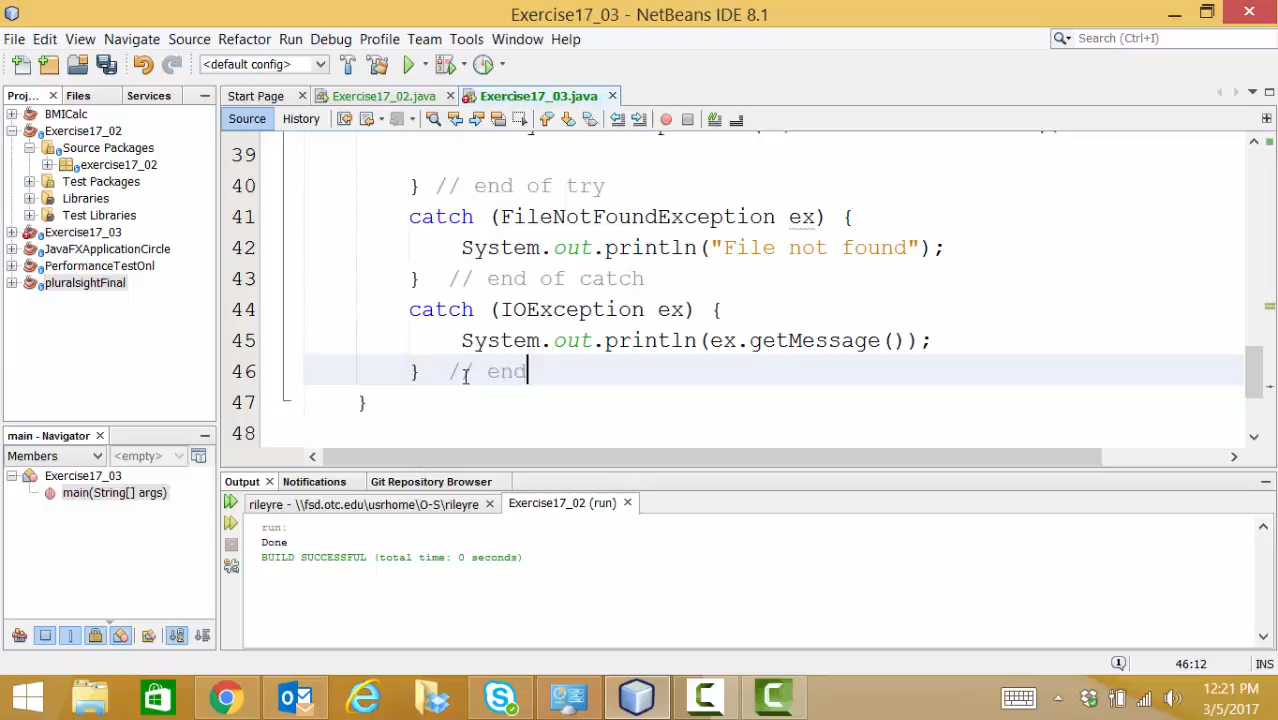 Exercise17_03 - NetBeans IDE 8.1
File Edit View Navigate Source Refactor Run Debug Profile Team Tools Window Help
Search (Ctrl+I)
<default config>
Proj... Files Services
Start Page Exercise17_02.java Exercise17_03.java
Source History
BMICalc
Exercise17_02
Source Packages
exercise17_02
Test Packages
Libraries
Test Libraries
Exercise17_03
JavaFXApplicationCircle
PerformanceTestOnl
pluralsightFinal
39
40 } // end of try
41 catch (FileNotFoundException ex) {
42 System.out.println("File not found");
43 } // end of catch
44 catch (IOException ex) {
45 System.out.println(ex.getMessage());
46 } // end
47 }
48
main - Navigator
Members <empty>
Exercise17_03
main(String[] args)
Output Notifications Git Repository Browser
rileyre - \\fsd.otc.edu\usrhome\O-S\rileyre Exercise17_02 (run)
run:
Done
BUILD SUCCESSFUL (total time: 0 seconds)
1 46:12 INS
12:21 PM
3/5/2017